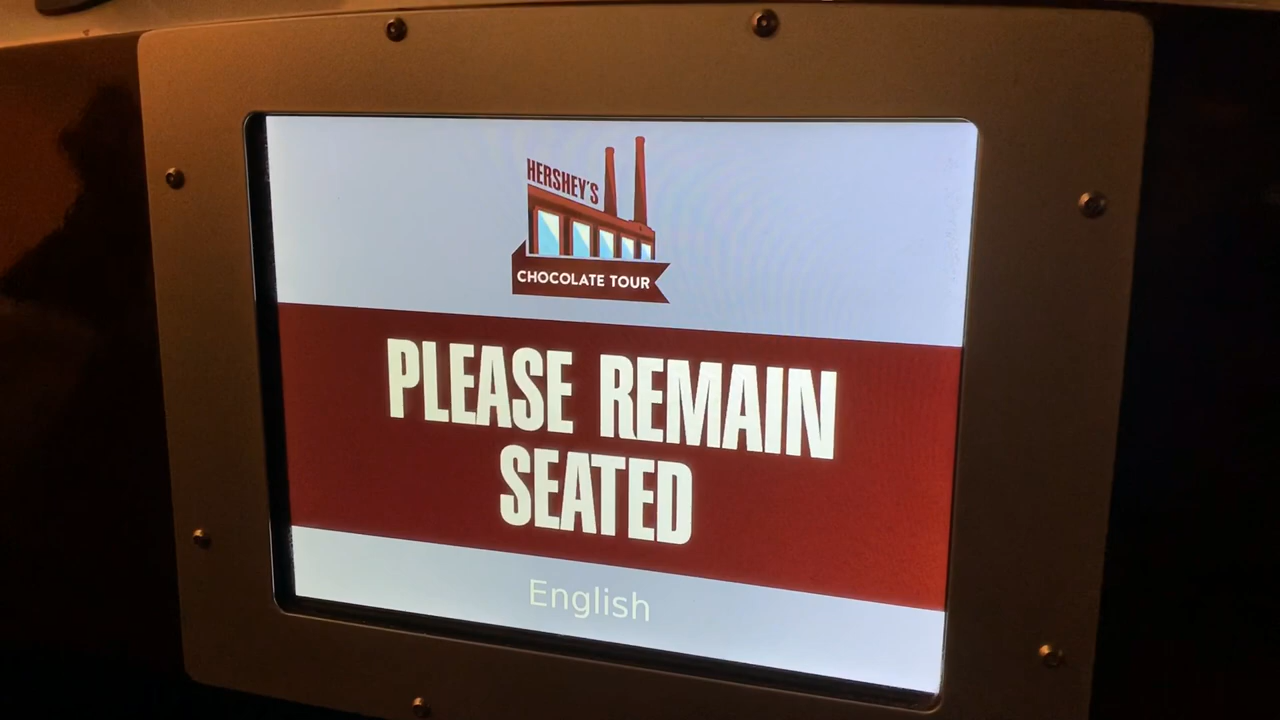 HERSHEY'S
CHOCOLATE TOUR
PLEASE REMAIN
SEATED
English